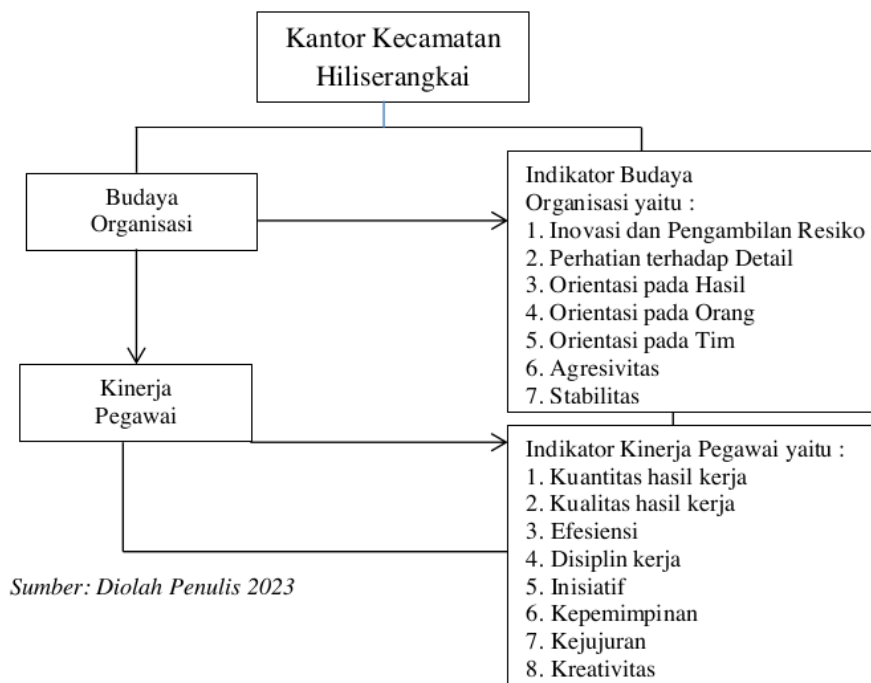 Kantor Kecamatan
Hiliserangkai
Budaya
Organisasi
Indikator Budaya
Organisasi yaitu :
1. Inovasi dan Pengambilan Resiko
2. Perhatian terhadap Detail
3. Orientasi pada Hasil
4. Orientasi pada Orang
5. Orientasi pada Tim
6. Agresivitas
7. Stabilitas
Kinerja
Pegawai
Indikator Kinerja Pegawai yaitu :
1. Kuantitas hasil kerja
2. Kualitas hasil kerja
3. Efesiensi
4. Disiplin kerja
5. Inisiatif
6. Kepemimpinan
7. Kejujuran
8. Kreativitas
Sumber: Diolah Penulis 2023